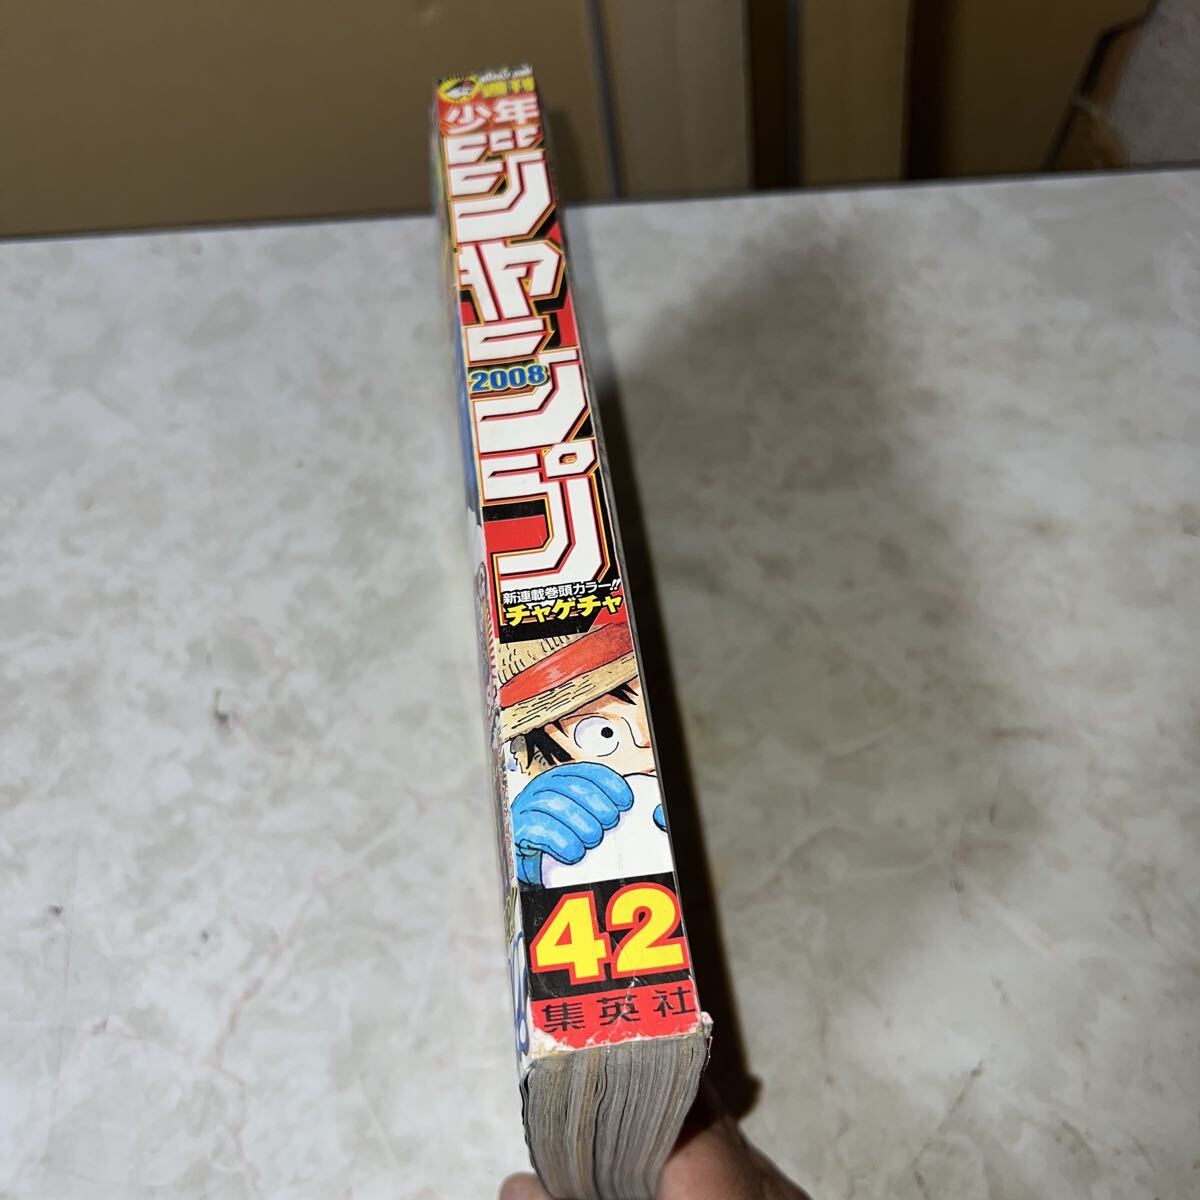 週刊
少年
ジャンプ
2008
新連載巻頭カラー!!
チャゲチャ
42
集英社